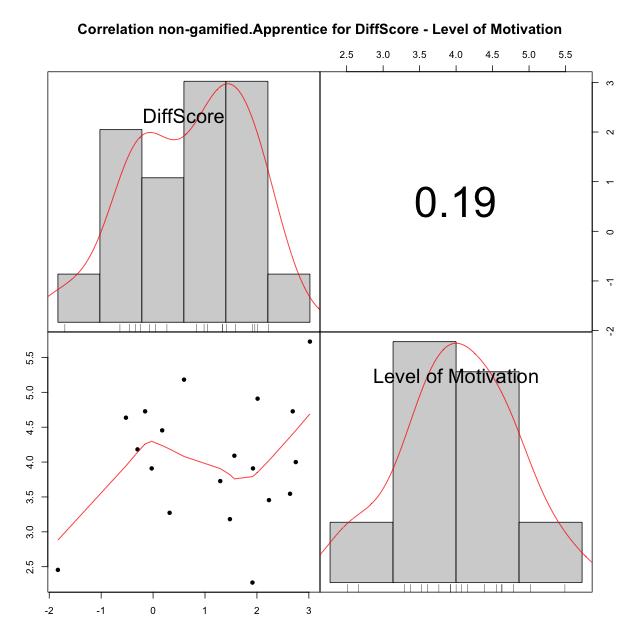 Correlation non-gamified.Apprentice for DiffScore - Level of Motivation
2.5 3.0 3.5 4.0 4.5 5.0 5.5
DiffScore
0.19
3
2
1
0
-1
-2
Level of Motivation
5.5
5.0
4.5
4.0
3.5
3.0
2.5
-2 -1 0 1 2 3